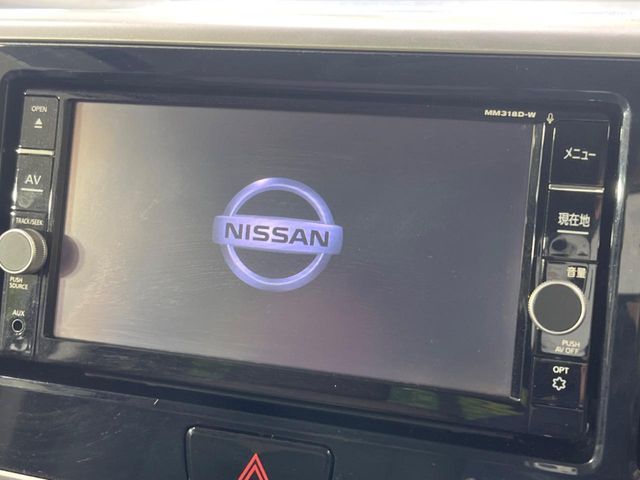 MM318D-W
OPEN
AV
TRACK/SEEK
PUSH
SOURCE
AUX
NISSAN
メニュー
現在地
音量
PUSH
AV OFF
OPT